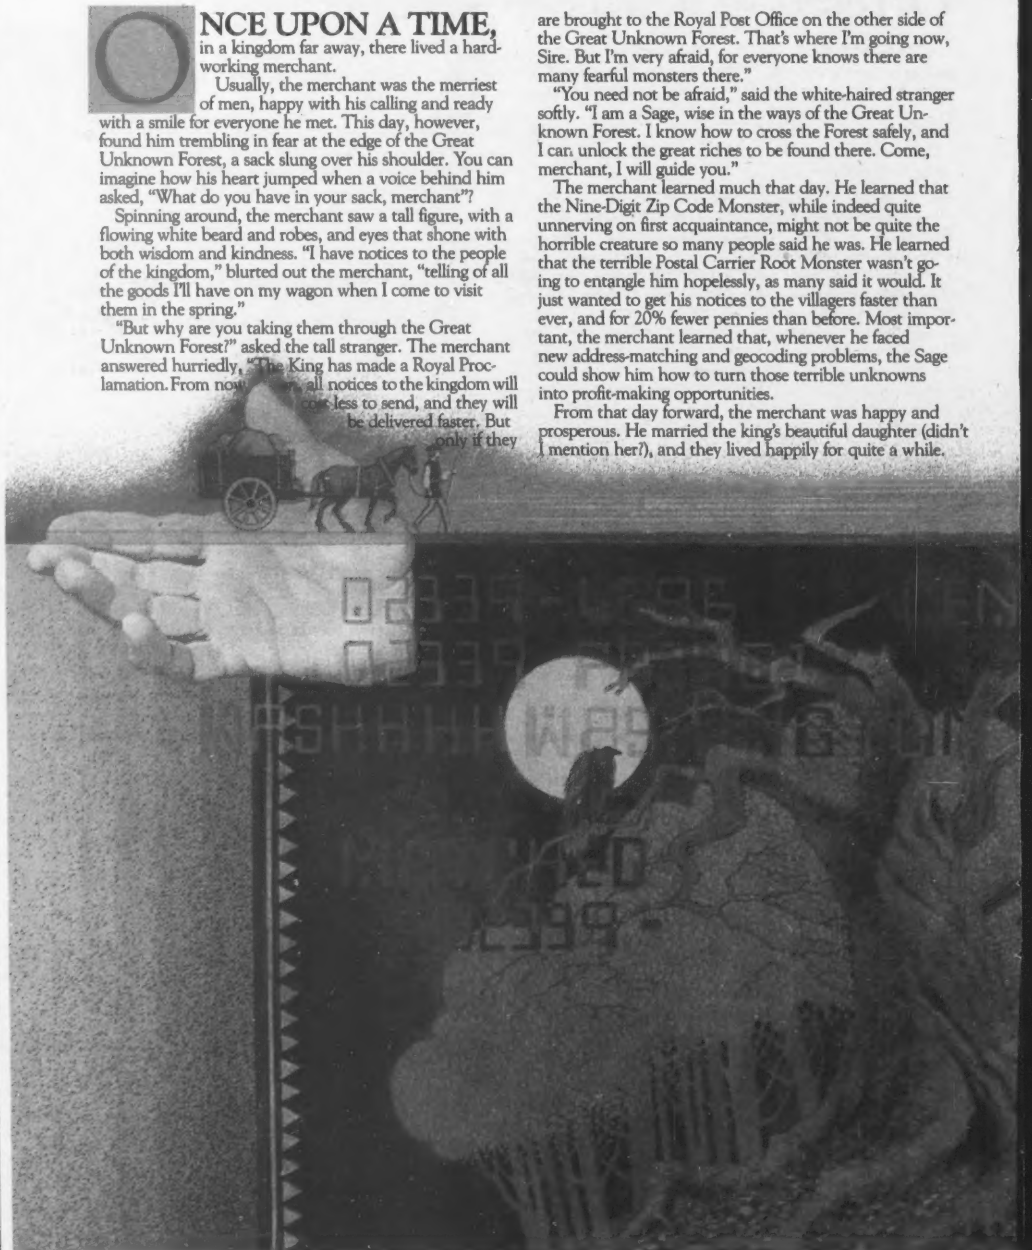 ONCE UPON A TIME,
in a kingdom far away, there lived a hard-
working merchant.
Usually, the merchant was the merriest
of men, happy with his calling and ready
with a smile for everyone he met. This day, however,
found him trembling in fear at the edge of the Great
Unknown Forest, a sack slung over his shoulder. You can
imagine how his heart jumped when a voice behind him
asked, “What do you have in your sack, merchant”?
Spinning around, the merchant saw a tall figure, with a
flowing white beard and robes, and eyes that shone with
both wisdom and kindness. “I have notices to the people
of the kingdom,” blurted out the merchant, “telling of all
the goods I’ll have on my wagon when I come to visit
them in the spring.”
“But why are you taking them through the Great
Unknown Forest?” asked the tall stranger. The merchant
answered hurriedly, “The King has made a Royal Proc-
lamation. From now all notices to the kingdom will
cost less to send, and they will
be delivered faster. But
only if they
are brought to the Royal Post Office on the other side of
the Great Unknown Forest. That’s where I’m going now,
Sire. But I’m very afraid, for everyone knows there are
many fearful monsters there.”
“You need not be afraid,” said the white-haired stranger
softly. “I am a Sage, wise in the ways of the Great Un-
known Forest. I know how to cross the Forest safely, and
I can unlock the great riches to be found there. Come,
merchant, I will guide you.”
The merchant learned much that day. He learned that
the Nine-Digit Zip Code Monster, while indeed quite
unnerving on first acquaintance, might not be quite the
horrible creature so many people said he was. He learned
that the terrible Postal Carrier Root Monster wasn’t go-
ing to entangle him hopelessly, as many said it would. It
just wanted to get his notices to the villagers faster than
ever, and for 20% fewer pennies than before. Most impor-
tant, the merchant learned that, whenever he faced
new address-matching and geocoding problems, the Sage
could show him how to turn those terrible unknowns
into profit-making opportunities.
From that day forward, the merchant was happy and
prosperous. He married the king’s beautiful daughter (didn’t
I mention her?), and they lived happily for quite a while.
02339
02339
02339 -